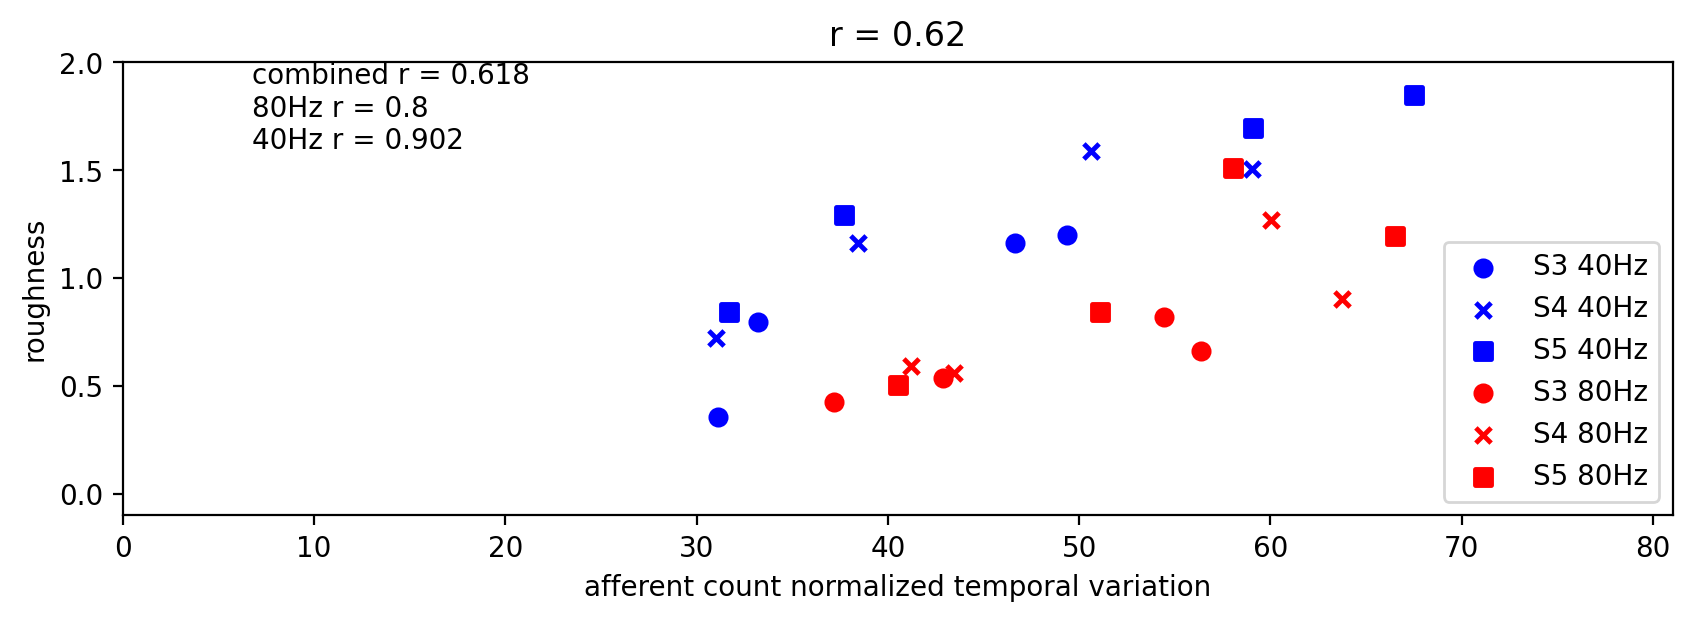 r = 0.62
combined r = 0.618
80Hz r = 0.8
40Hz r = 0.902
2.0
1.5
1.0
0.5
0.0
roughness
S3 40Hz
S4 40Hz
S5 40Hz
S3 80Hz
S4 80Hz
S5 80Hz
0 10 20 30 40 50 60 70 80
afferent count normalized temporal variation